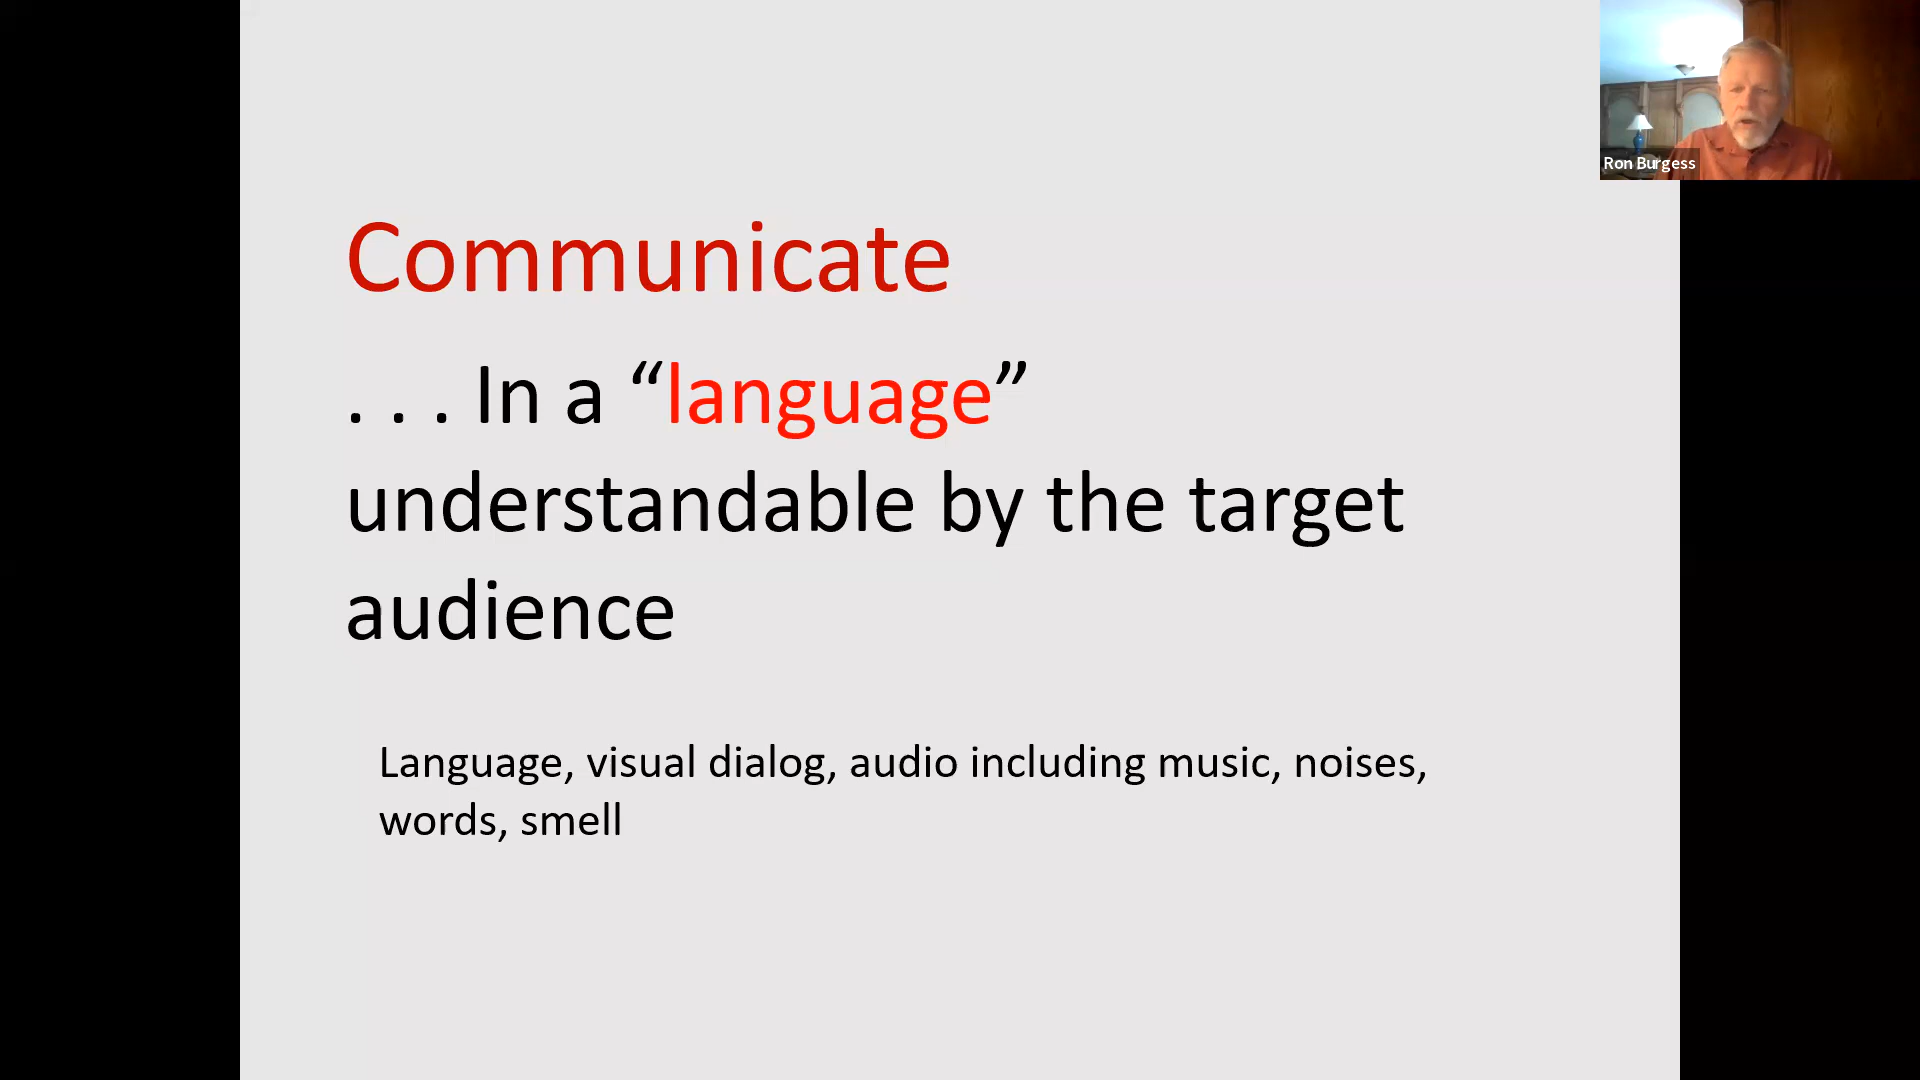 Ron Burgess
Communicate
. . . In a “language”
understandable by the target
audience
Language, visual dialog, audio including music, noises,
words, smell